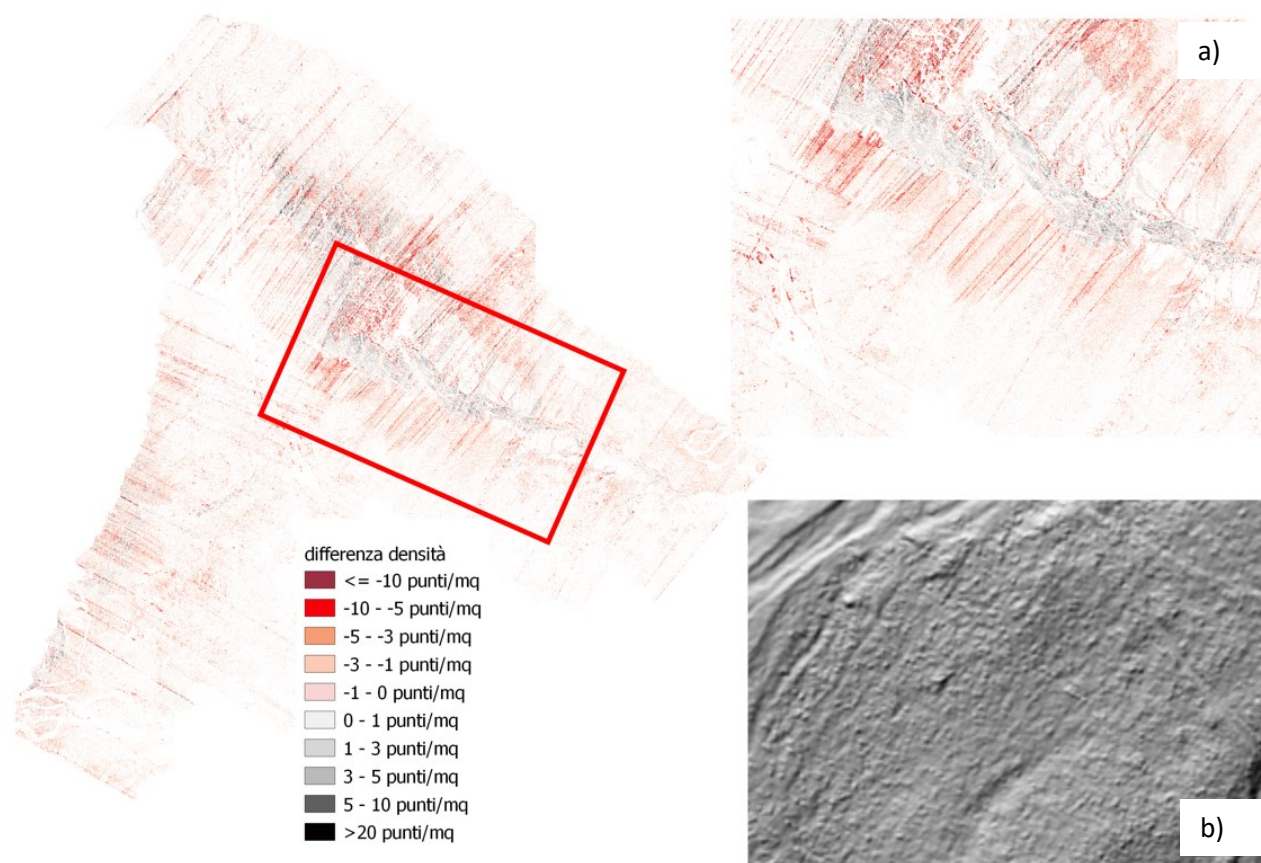 a)
differenza densità
<= -10 punti/mq
-10 - -5 punti/mq
-5 - -3 punti/mq
-3 - -1 punti/mq
-1 - 0 punti/mq
0 - 1 punti/mq
1 - 3 punti/mq
3 - 5 punti/mq
5 - 10 punti/mq
>20 punti/mq
b)